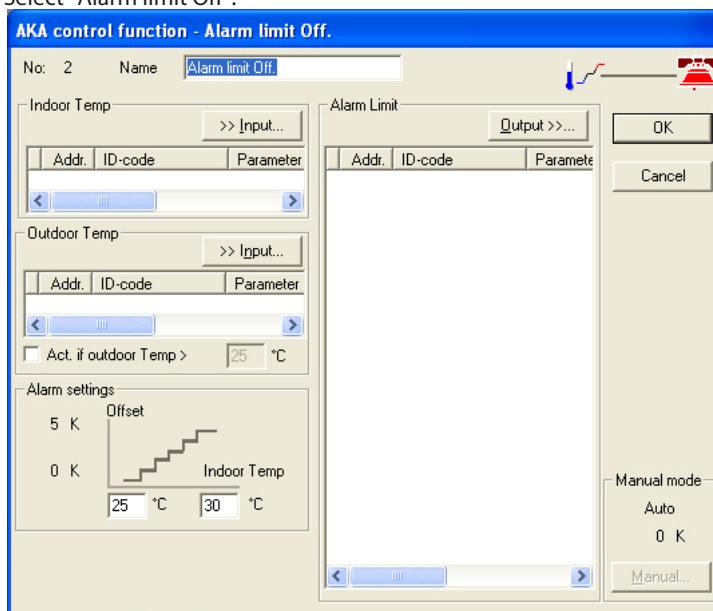 Select "Alarm limit Off".
AKA control function - Alarm limit Off.
No: 2 Name Alarm limit Off.
Indoor Temp
>> Input...
Addr. ID-code Parameter
Outdoor Temp
>> Input...
Addr. ID-code Parameter
Act. if outdoor Temp > 25 °C
Alarm settings
Offset
5 K
0 K Indoor Temp
25 °C 30 °C
Alarm Limit
Output >>...
Addr. ID-code Paramete
OK
Cancel
Manual mode
Auto
0 K
Manual...